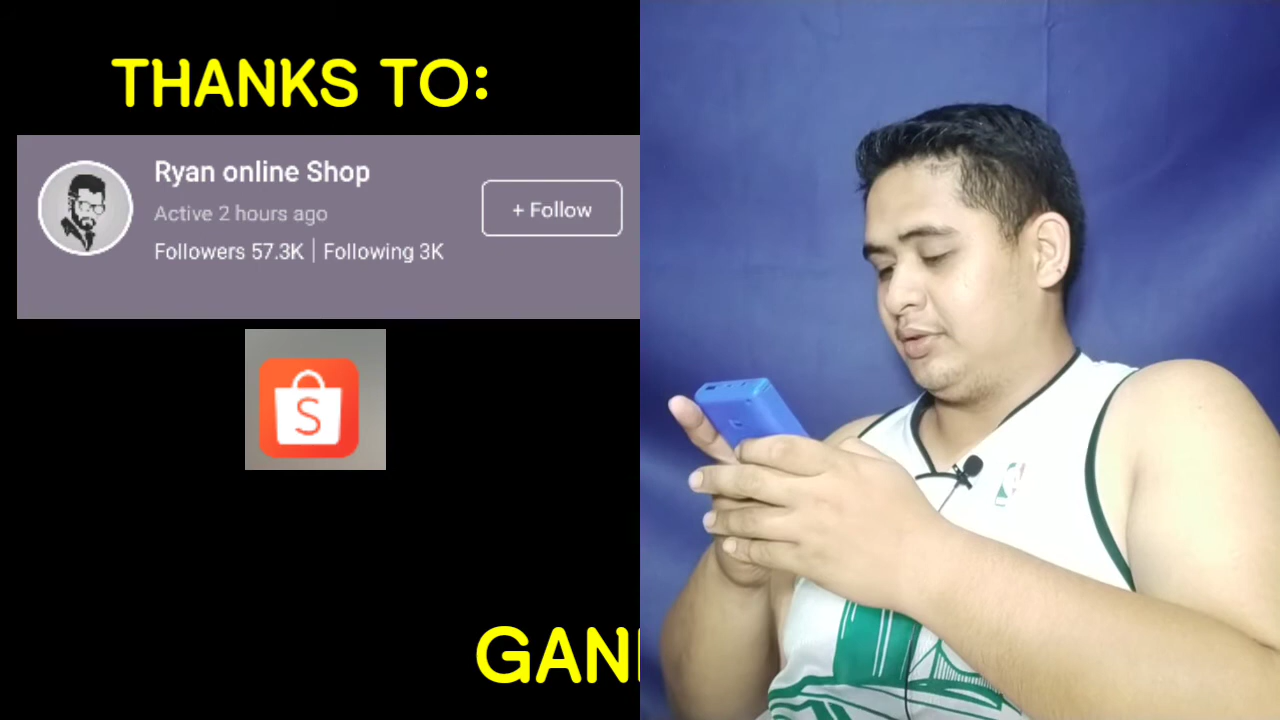 THANKS TO:
Ryan online Shop
Active 2 hours ago
+ Follow
Followers 57.3K | Following 3K
S